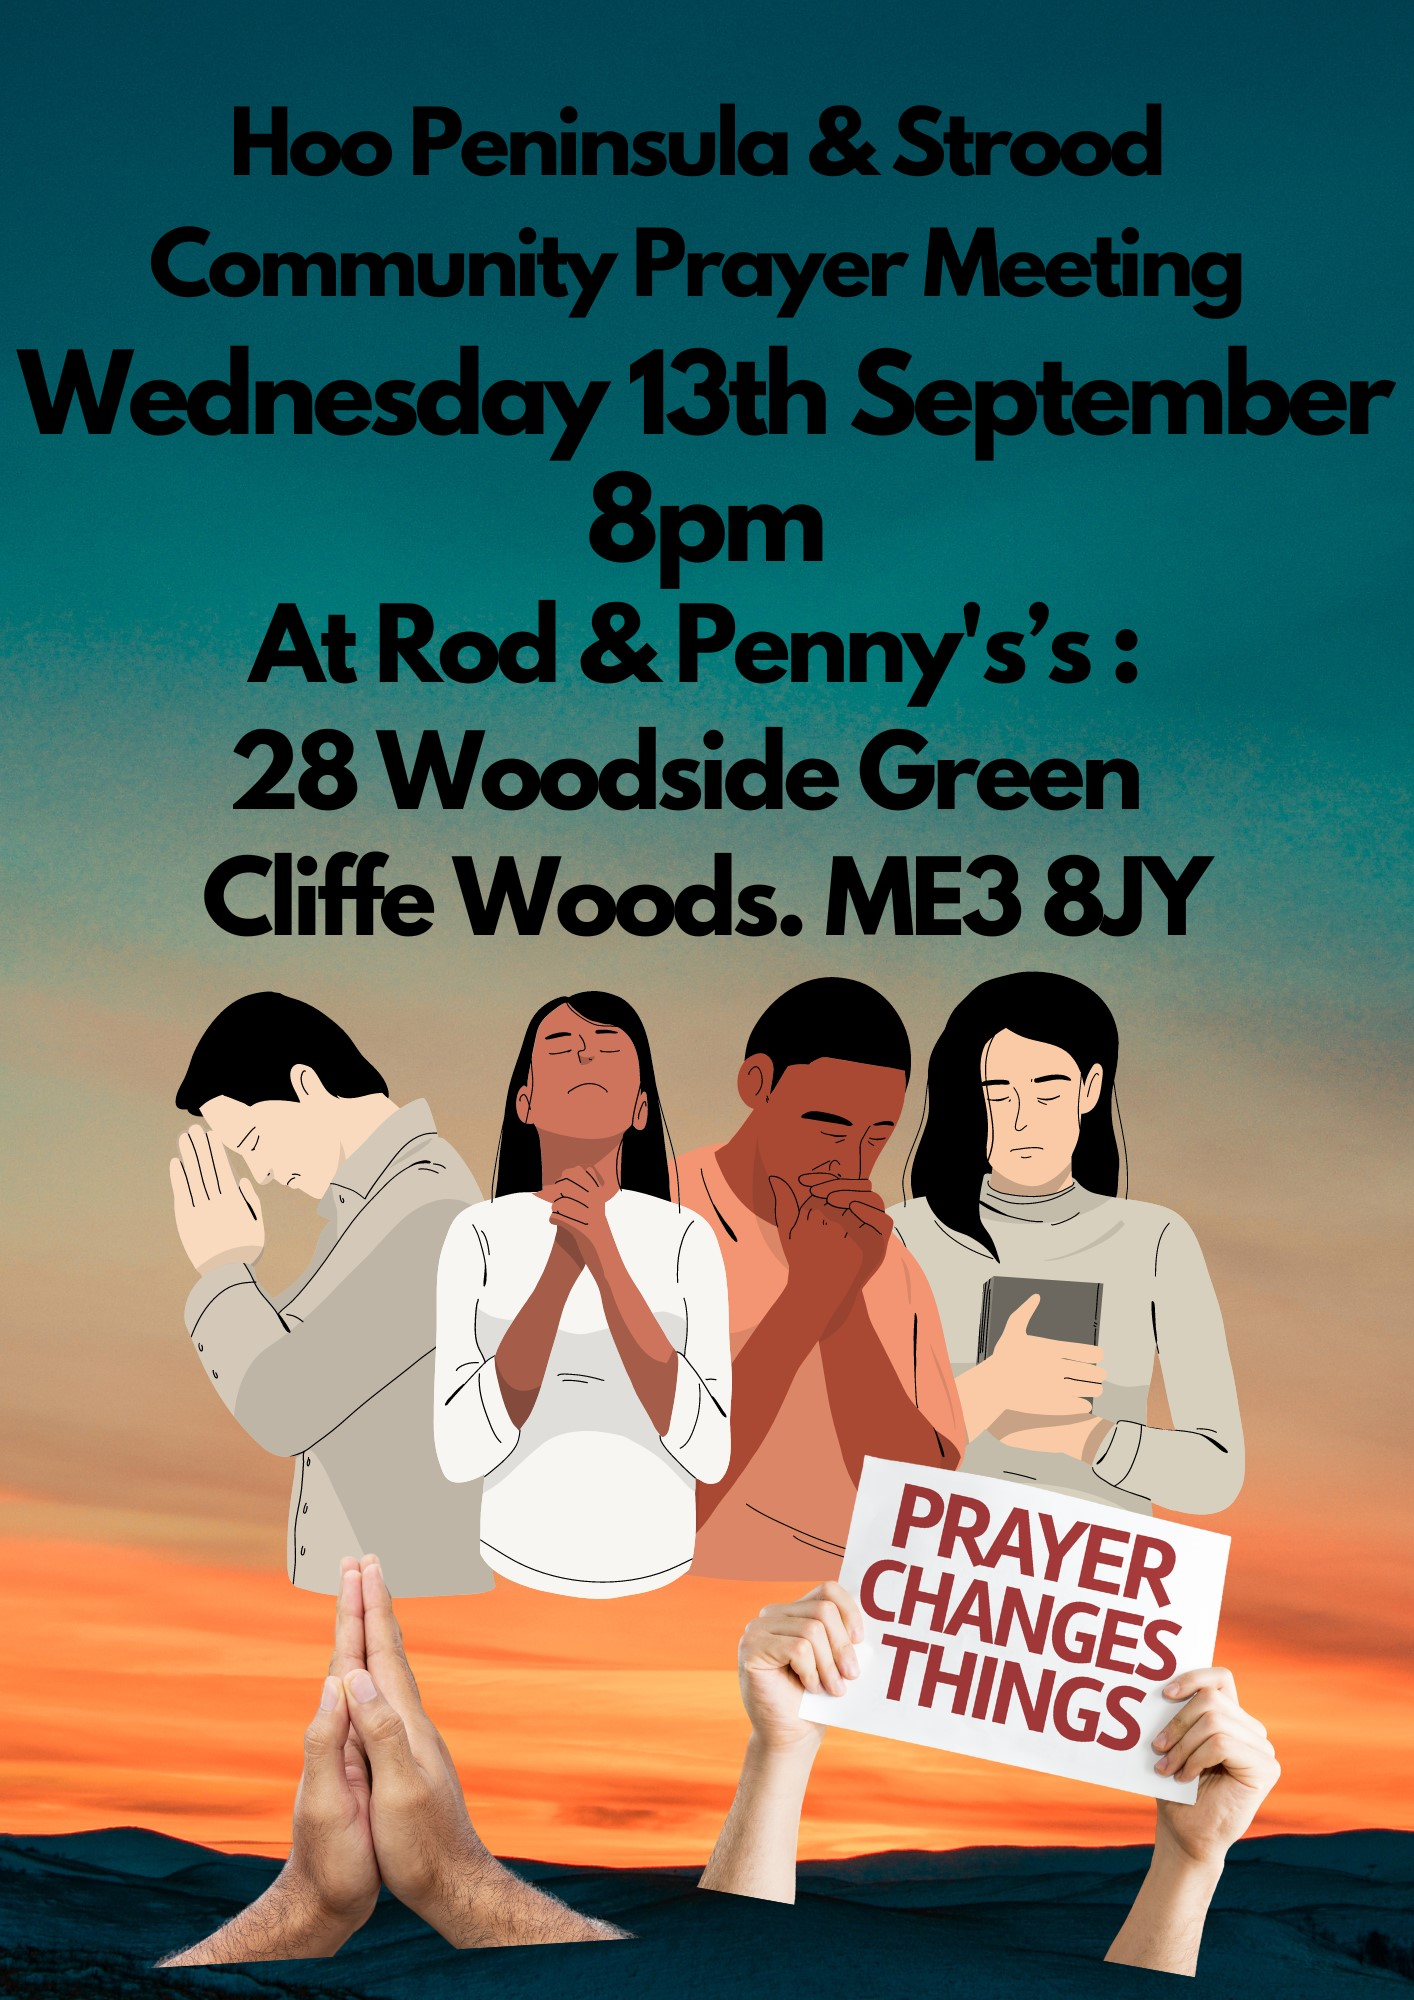 Hoo Peninsula & Strood
Community Prayer Meeting
Wednesday 13th September
8pm
At Rod & Penny's’s :
28 Woodside Green
Cliffe Woods. ME3 8JY
PRAYER
CHANGES
THINGS